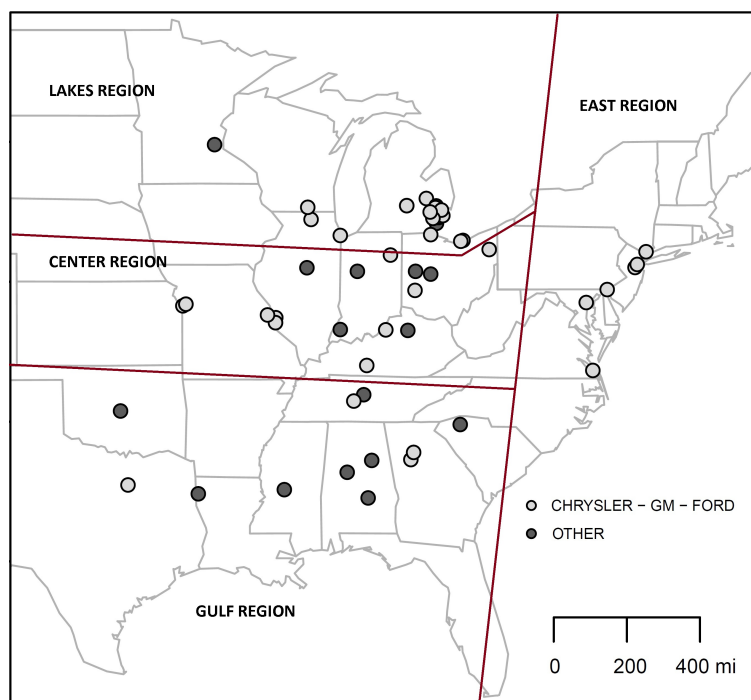 LAKES REGION
EAST REGION
CENTER REGION
CHRYSLER − GM − FORD
OTHER
GULF REGION
0 200 400 mi